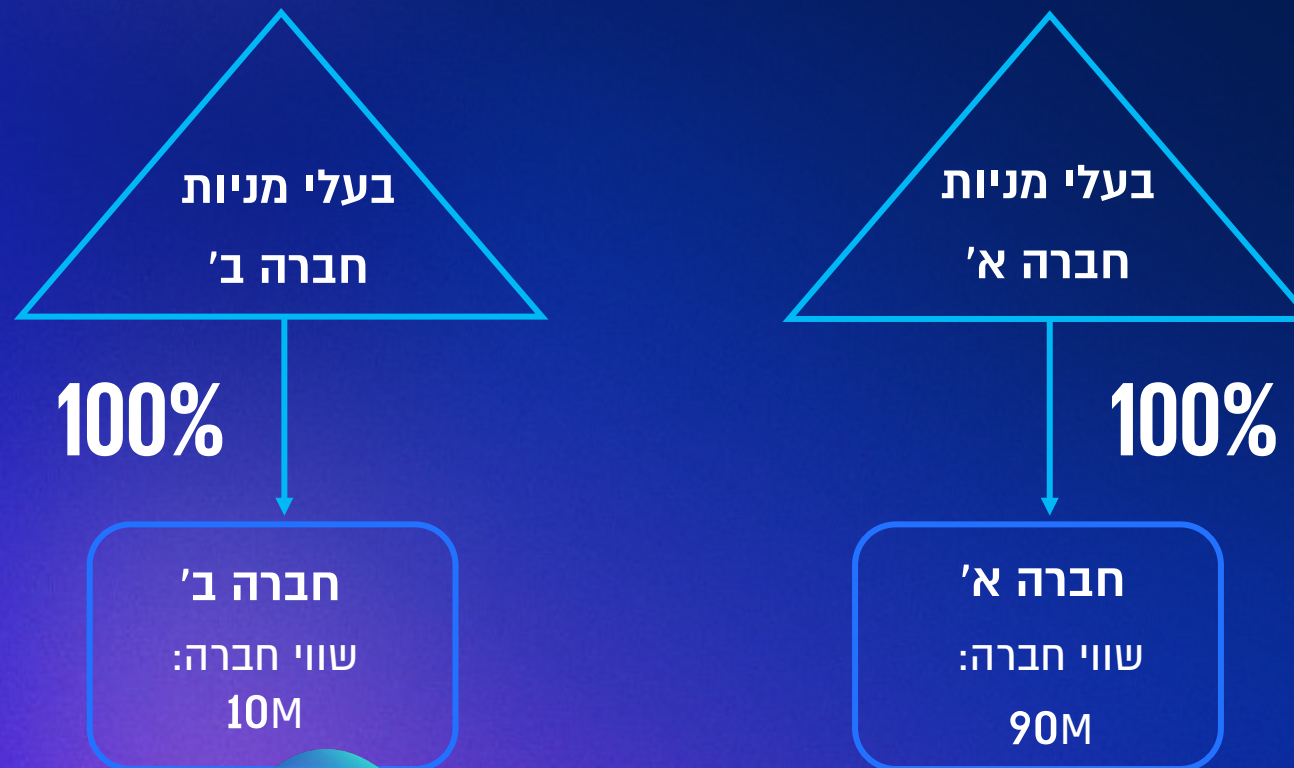 בעלי מניות
חברה א'
100%
חברה א'
שווי חברה:
90M
בעלי מניות
חברה ב'
100%
חברה ב'
שווי חברה:
10M